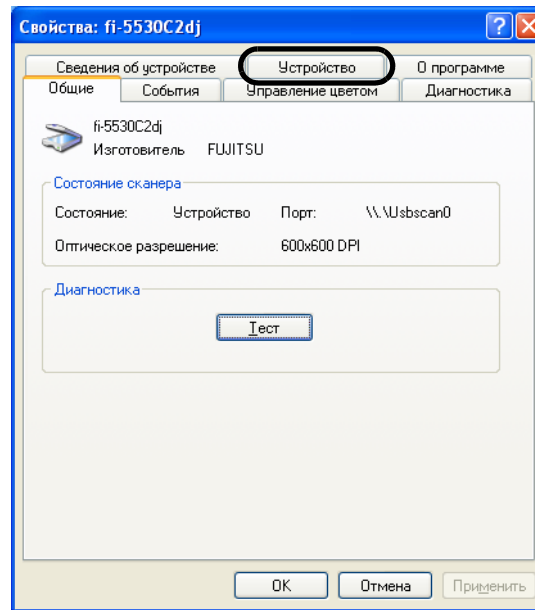 Свойства: fi-5530C2dj
Сведения об устройстве Устройство О программе
Общие События Управление цветом Диагностика
fi-5530C2dj
Изготовитель FUJITSU
Состояние сканера
Состояние: Устройство Порт: \\.\Usbscan0
Оптическое разрешение: 600x600 DPI
Диагностика
Тест
OK Отмена Применить